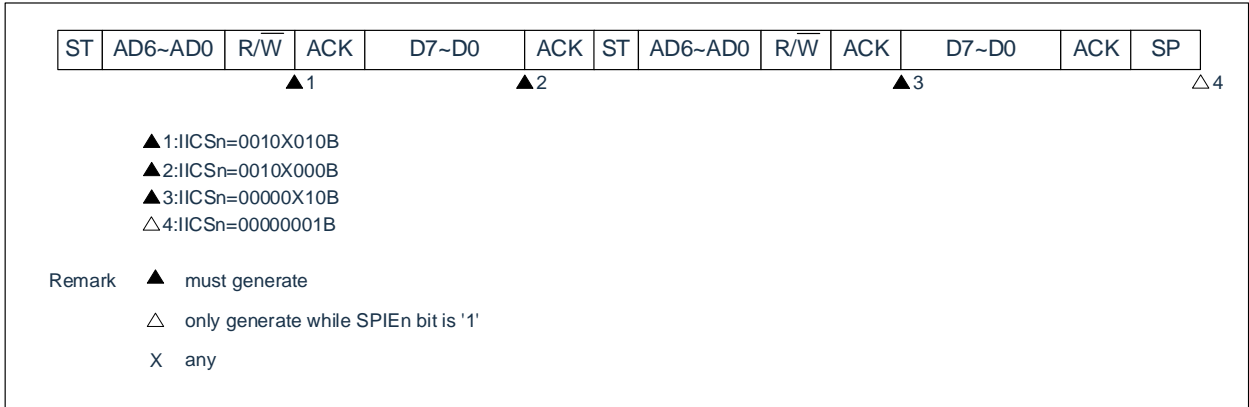 ST AD6~AD0 R/W̅ ACK D7~D0 ACK ST AD6~AD0 R/W̅ ACK D7~D0 ACK SP
▲1 ▲2 ▲3 △4
▲1:IICSn=0010X010B
▲2:IICSn=0010X000B
▲3:IICSn=00000X10B
△4:IICSn=00000001B
Remark ▲ must generate
△ only generate while SPIEn bit is '1'
X any